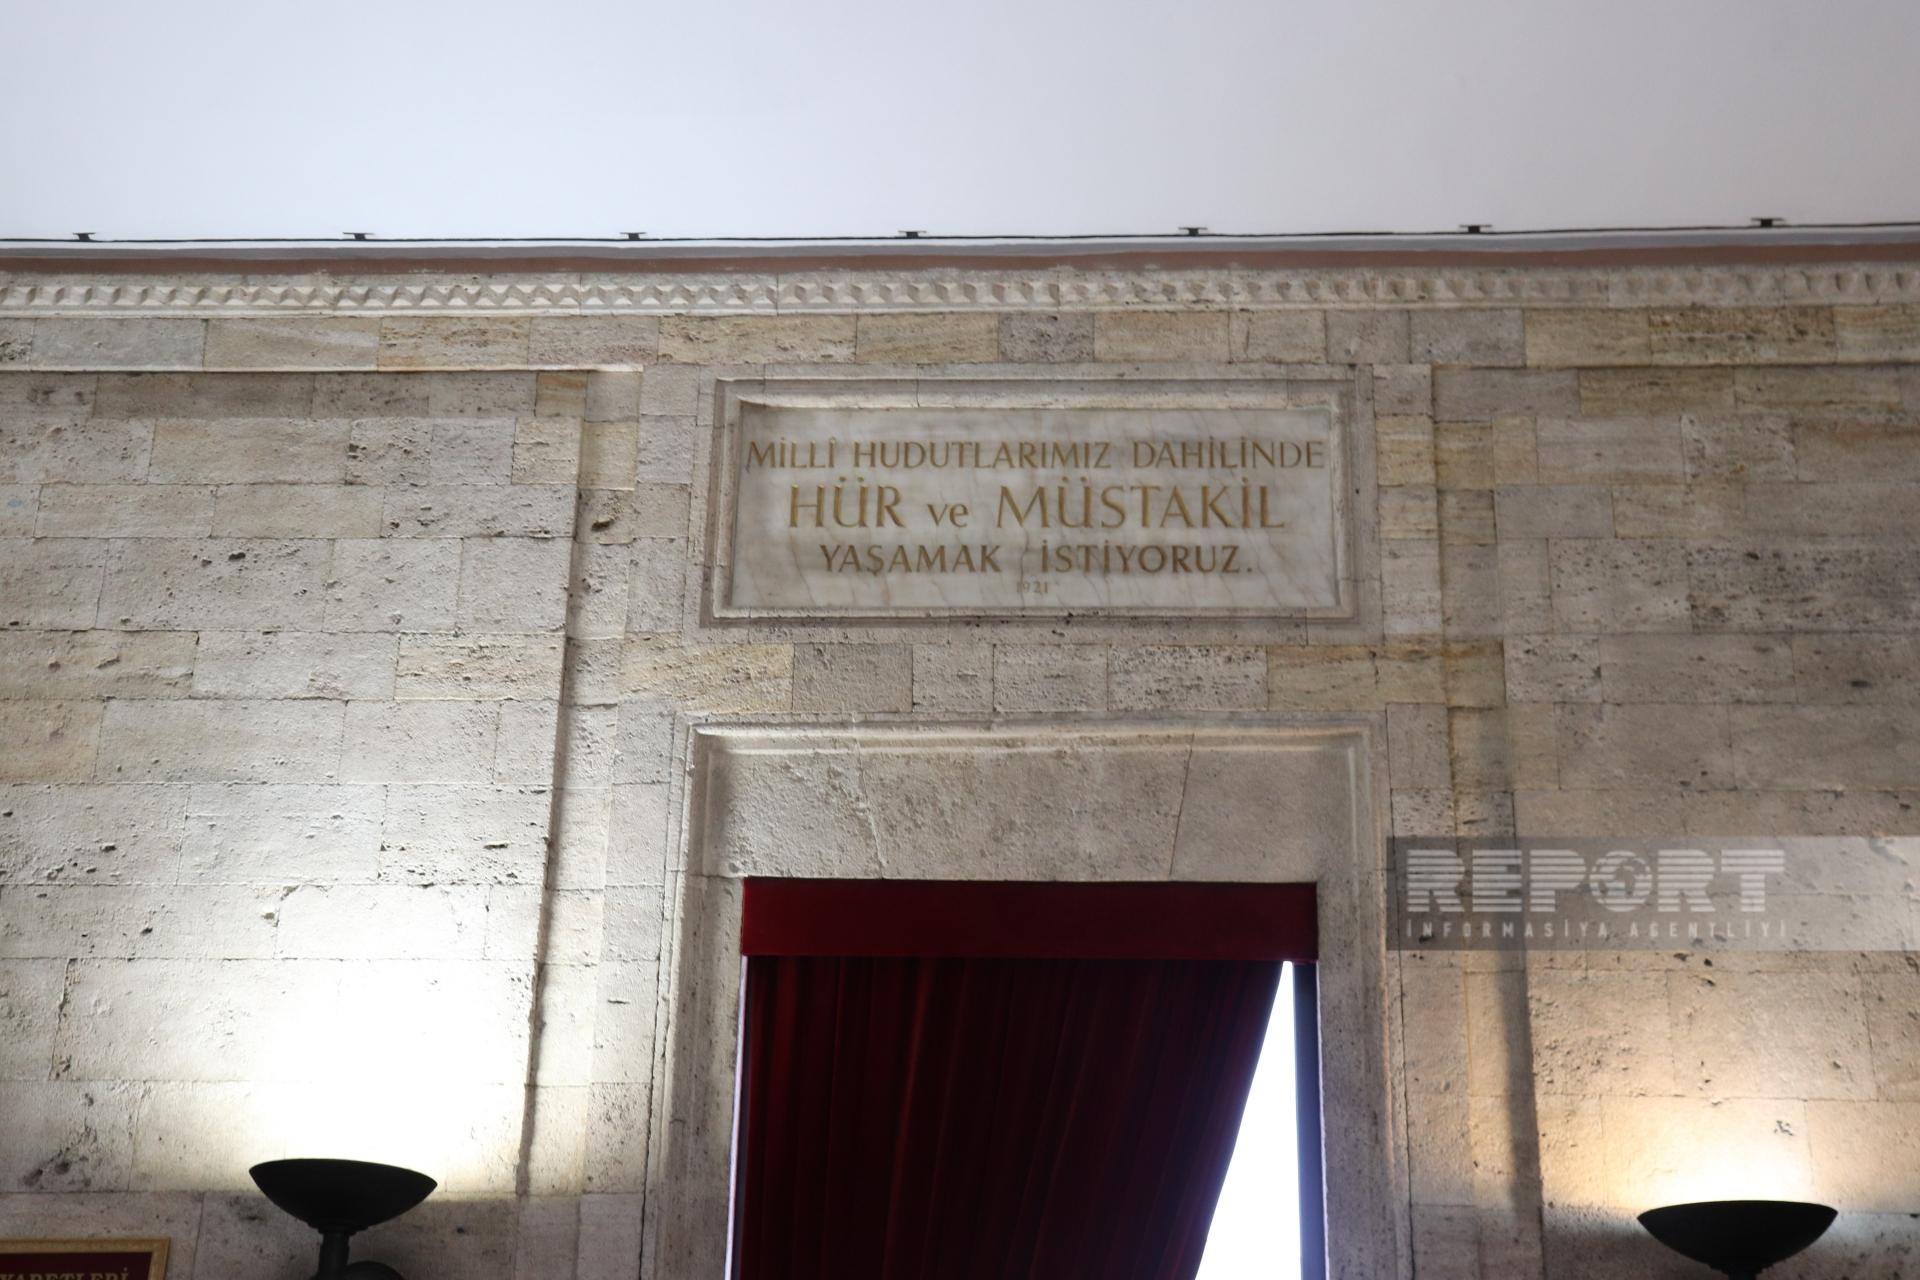 MİLLÎ HUDUTLARIMIZ DAHİLİNDE
HÜR ve MÜSTAKİL
YAŞAMAK İSTİYORUZ.
1921
REPORT
İNFORMASİYA AGENTLİYİ